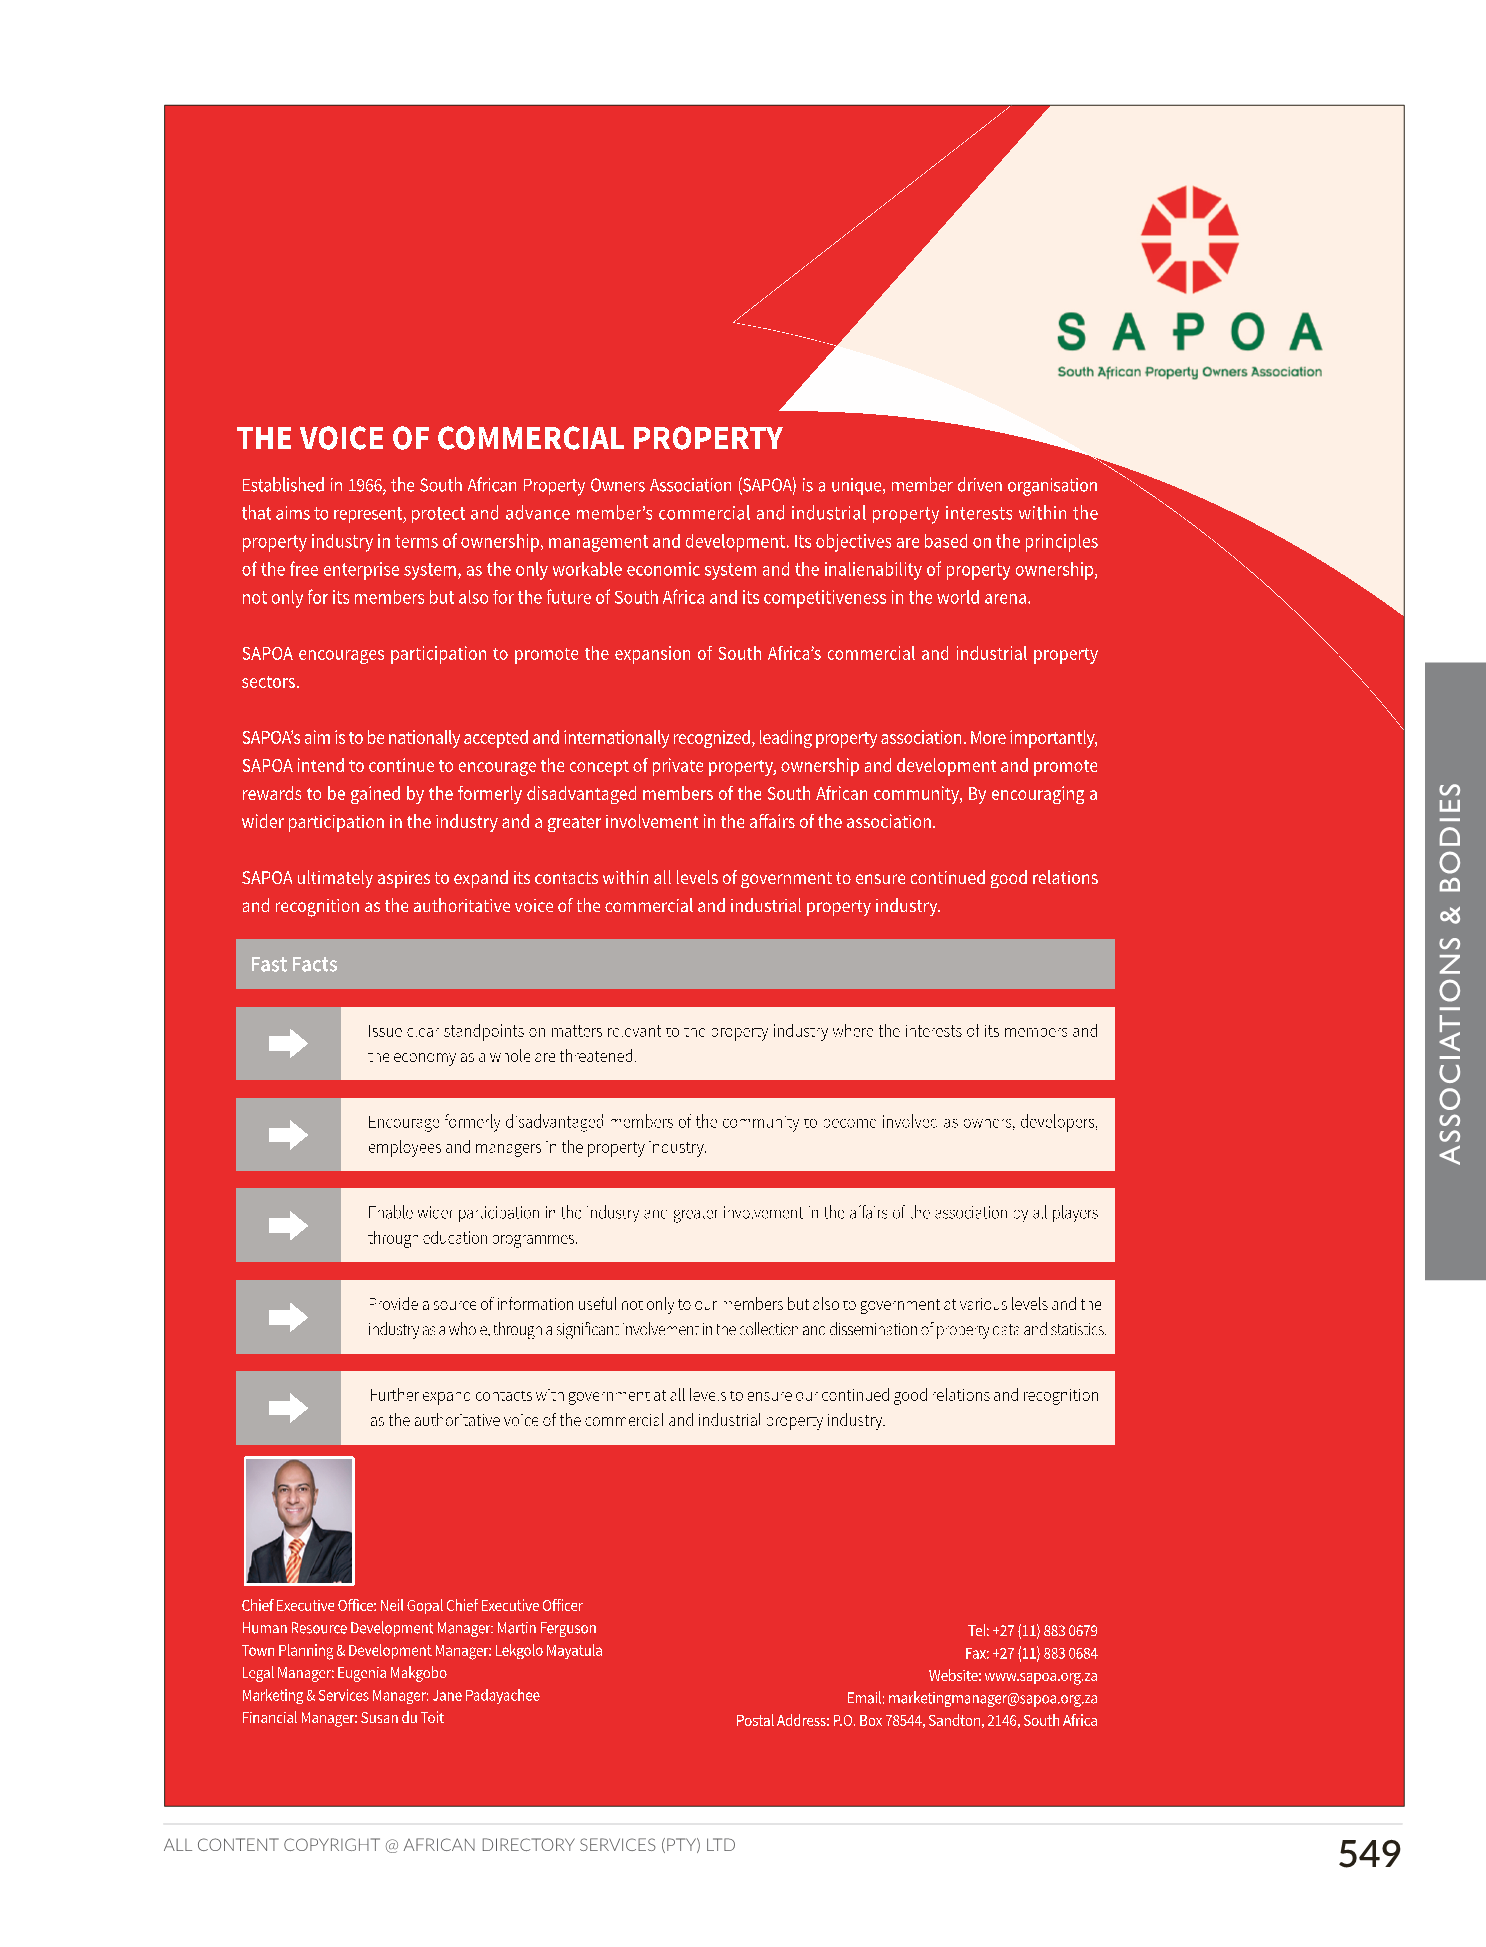 SAPOA
South African Property Owners Association
THE VOICE OF COMMERCIAL PROPERTY
Established in 1966, the South African Property Owners Association (SAPOA) is a unique, member driven organisation
that aims to represent, protect and advance member's commercial and industrial property interests within the
property industry in terms of ownership, management and development. Its objectives are based on the principles
of the free enterprise system, as the only workable economic system and the inalienability of property ownership,
not only for its members but also for the future of South Africa and its competitiveness in the world arena.
SAPOA encourages participation to promote the expansion of South Africa's commercial and industrial property
sectors.
SAPOA's aim is to be nationally accepted and internationally recognized, leading property association. More importantly,
SAPOA intend to continue to encourage the concept of private property, ownership and development and promote
rewards to be gained by the formerly disadvantaged members of the South African community, By encouraging a
wider participation in the industry and a greater involvement in the affairs of the association.
SAPOA ultimately aspires to expand its contacts within all levels of government to ensure continued good relations
and recognition as the authoritative voice of the commercial and industrial property industry.
Fast Facts
Issue clear standpoints on matters relevant to the property industry where the interests of its members and
the economy as a whole are threatened.
Encourage formerly disadvantaged members of the community to become involved as owners, developers,
employees and managers in the property industry.
Enable wider participation in the industry and greater involvement in the affairs of the association by all players
through education programmes.
Provide a source of information useful not only to our members but also to government at various levels and the
industry as a whole, through a significant involvement in the collection and dissemination of property data and statistics.
Further expand contacts with government at all levels to ensure our continued good relations and recognition
as the authoritative voice of the commercial and industrial property industry.
Chief Executive Office: Neil Gopal Chief Executive Officer
Human Resource Development Manager: Martin Ferguson
Town Planning & Development Manager: Lekgolo Mayatula
Legal Manager: Eugenia Makgobo
Marketing & Services Manager: Jane Padayachee
Financial Manager: Susan du Toit
Tel: +27 (11) 883 0679
Fax: +27 (11) 883 0684
Website: www.sapoa.org.za
Email: marketingmanager@sapoa.org.za
Postal Address: P.O. Box 78544, Sandton, 2146, South Africa
ASSOCIATIONS & BODIES
ALL CONTENT COPYRIGHT @ AFRICAN DIRECTORY SERVICES (PTY) LTD
549